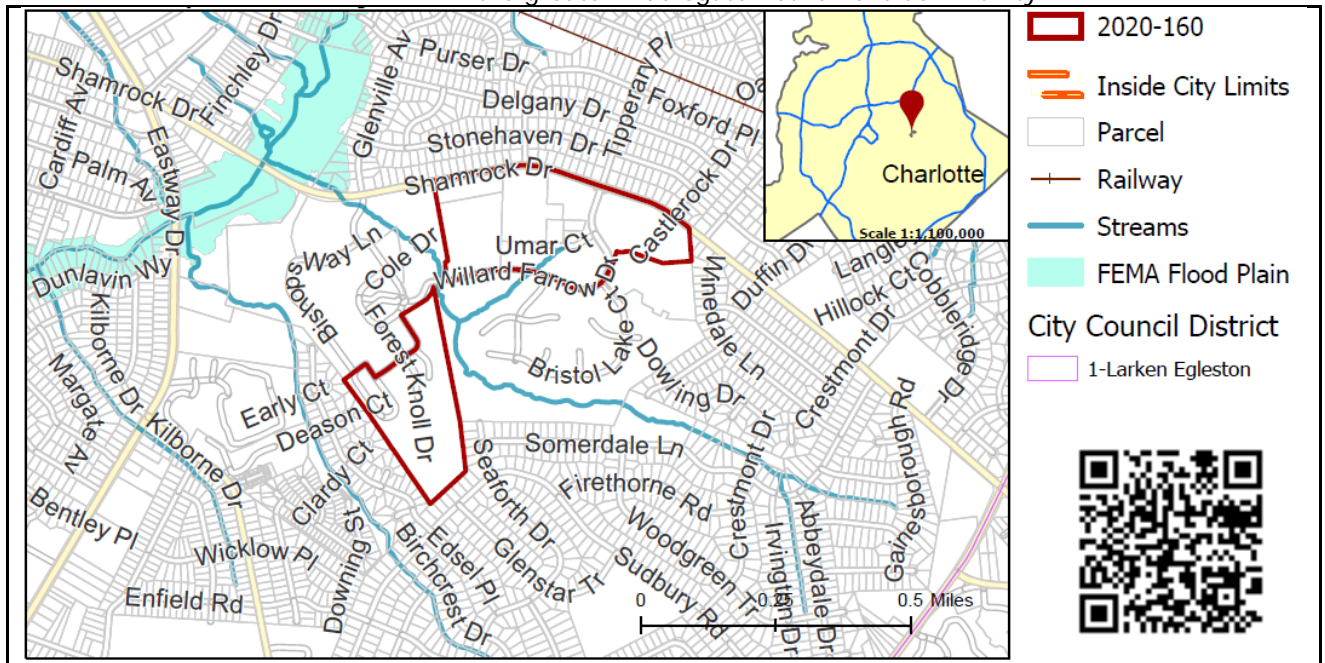 Shamrock Dr
Finchley Dr
Cardiff Av
Palm Av
Eastway Dr
Glenville Av
Purser Dr
Delgany Dr
Stonehaven Dr
Tipperary Pl
Foxford Pl
Shamrock Dr
Castlerock Dr
Umar Ct
Willard Farrow Dr
Way Ln
Cole Dr
Bishops
Dunlavin Wy
Kilborne Dr
Margate Av
Kilborne Dr
Forest Knoll Dr
Early Ct
Deason Ct
Clardy Ct
Bristol Lake Ct
Dowling Dr
Winedale Ln
Duffin Dr
Hillock Ct
Cobbleridge Dr
Crestmont Dr
Gainesborough Rd
Somerdale Ln
Seaforth Dr
Firethorne Rd
Crestmont Dr
Woodgreen Tr
Irvington Dr
Abbeydale Dr
Sudbury Rd
Glenstar Tr
Edsel Pl
Birchcrest Dr
Downing St
Wicklow Pl
Bentley Pl
Enfield Rd
0 0.25 0.5 Miles
Charlotte
Scale 1:1,100,000
2020-160
Inside City Limits
Parcel
Railway
Streams
FEMA Flood Plain
City Council District
1-Larken Egleston